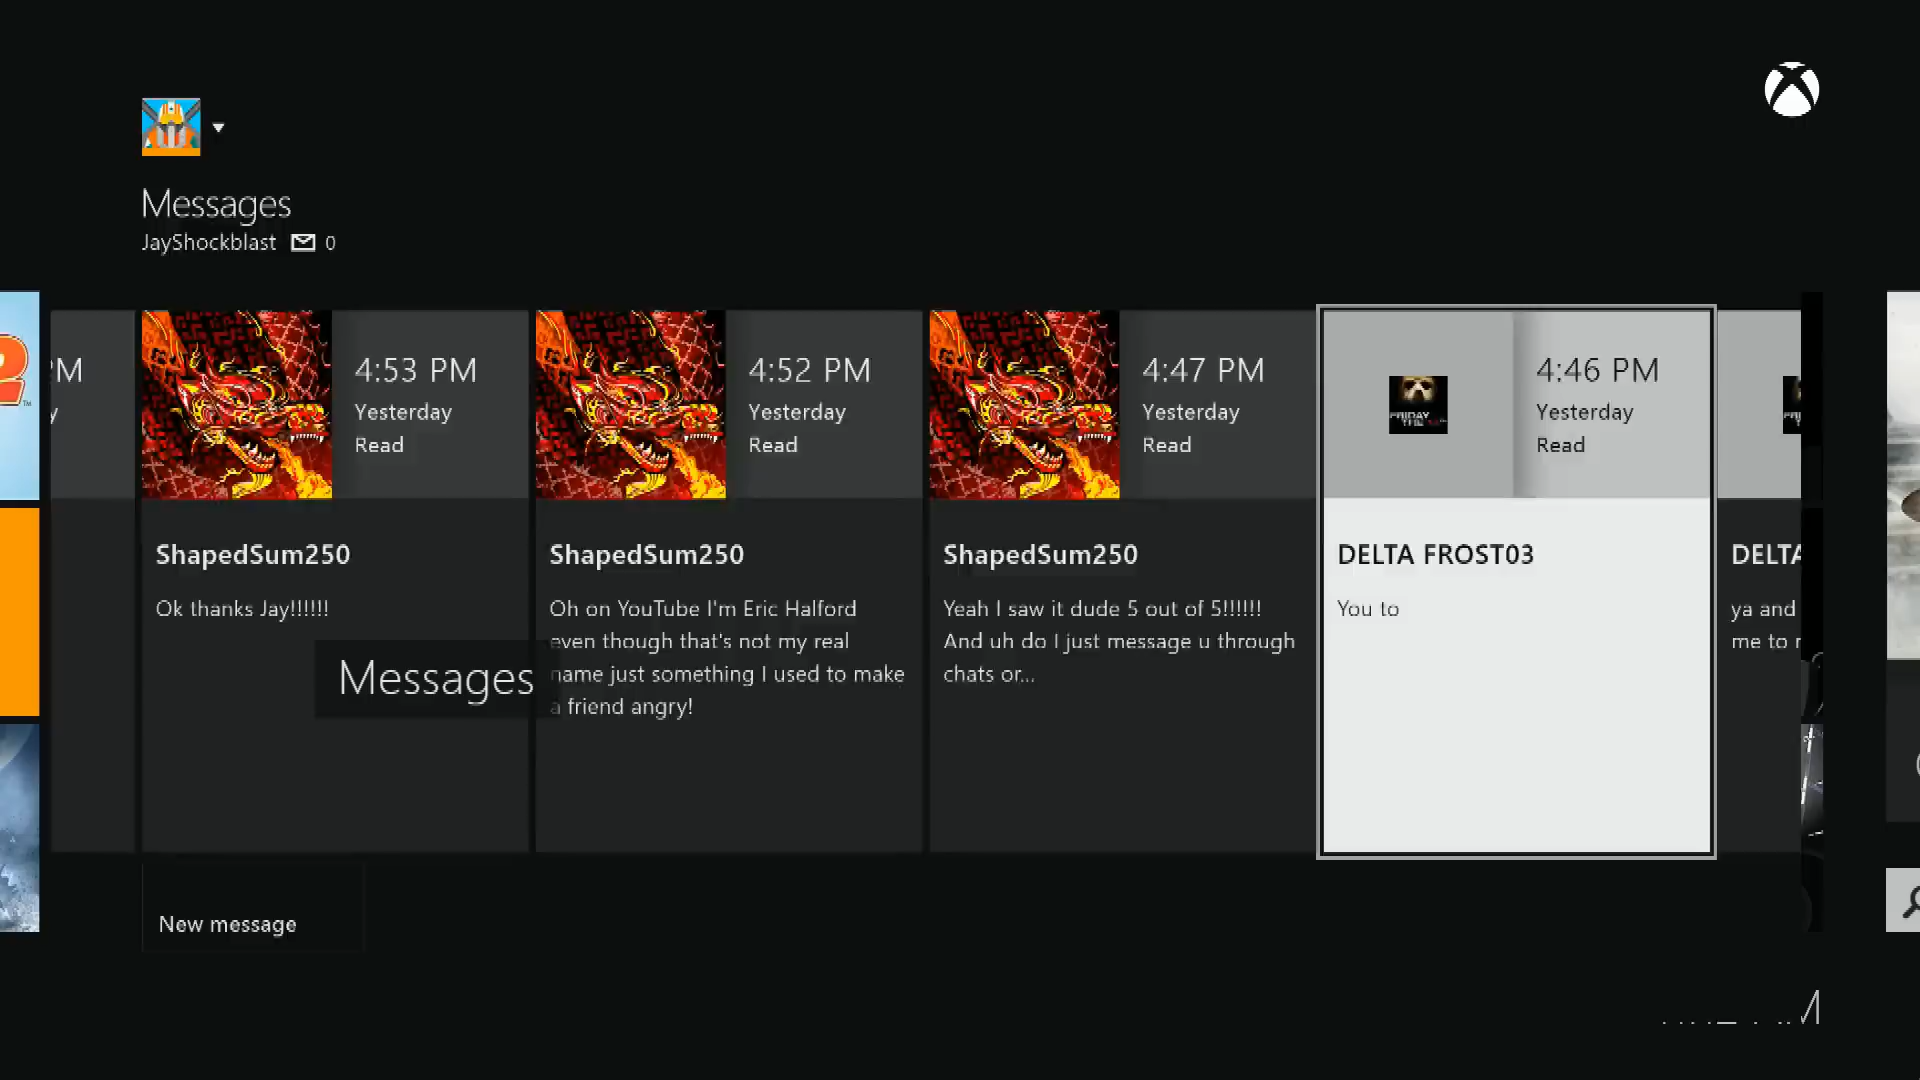 Messages
JayShockblast 0
PM
4:53 PM
Yesterday
Read
ShapedSum250
Ok thanks Jay!!!!!!
4:52 PM
Yesterday
Read
ShapedSum250
Oh on YouTube I'm Eric Halford
even though that's not my real
name just something I used to make
a friend angry!
4:47 PM
Yesterday
Read
ShapedSum250
Yeah I saw it dude 5 out of 5!!!!!!
And uh do I just message u through
chats or...
FRIDAY
THE
4:46 PM
Yesterday
Read
DELTA FROST03
You to
DELTA
ya and
me to
Messages
New message